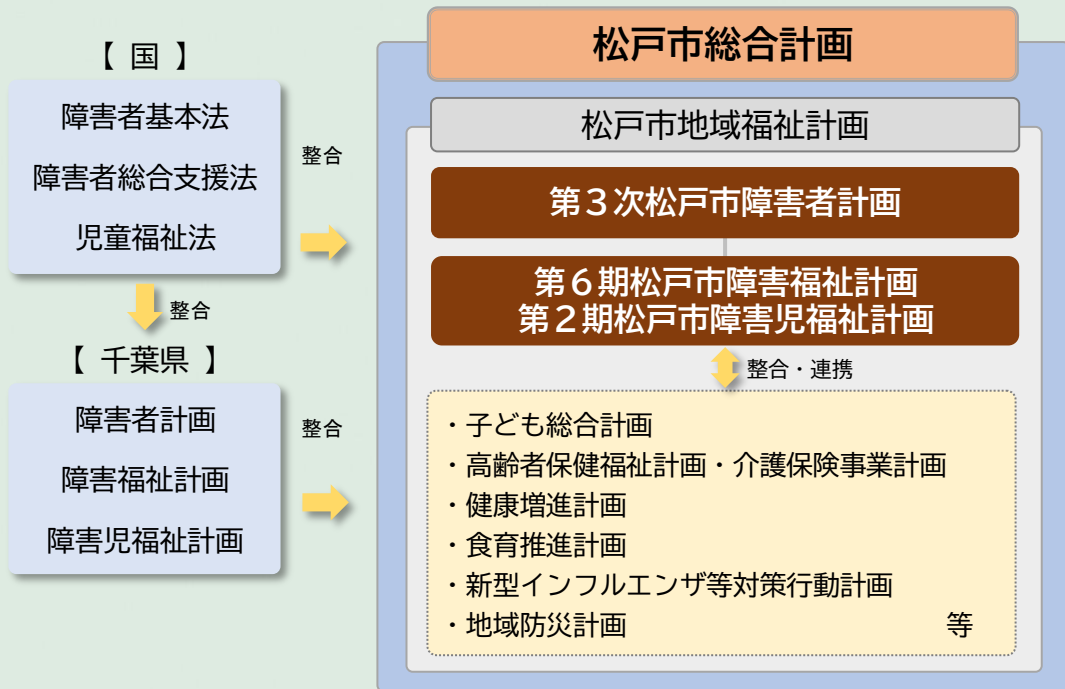 【 国 】
障害者基本法
障害者総合支援法
児童福祉法
整合
整合
【 千葉県 】
障害者計画
障害福祉計画
障害児福祉計画
整合
松戸市総合計画
松戸市地域福祉計画
第３次松戸市障害者計画
第６期松戸市障害福祉計画
第２期松戸市障害児福祉計画
整合・連携
・子ども総合計画
・高齢者保健福祉計画・介護保険事業計画
・健康増進計画
・食育推進計画
・新型インフルエンザ等対策行動計画
・地域防災計画 等